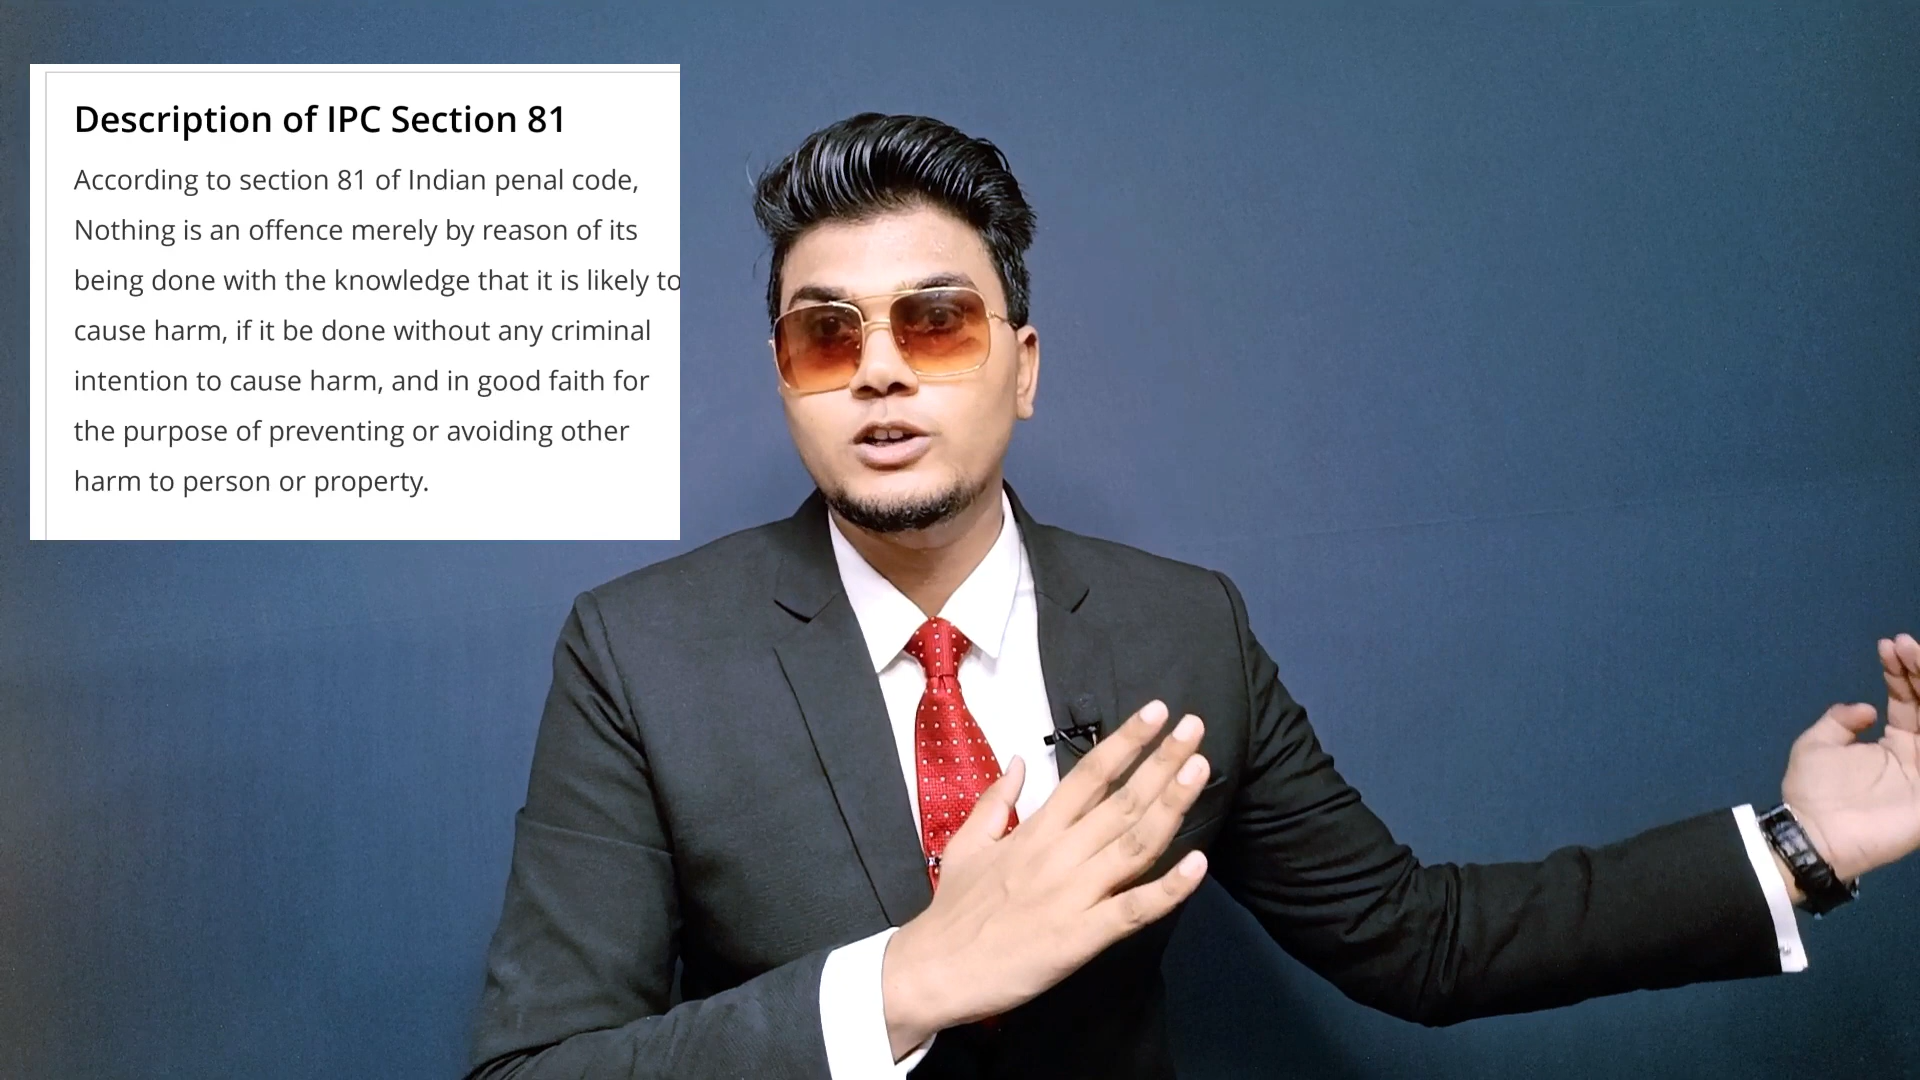 Description of IPC Section 81
According to section 81 of Indian penal code,
Nothing is an offence merely by reason of its
being done with the knowledge that it is likely to
cause harm, if it be done without any criminal
intention to cause harm, and in good faith for
the purpose of preventing or avoiding other
harm to person or property.